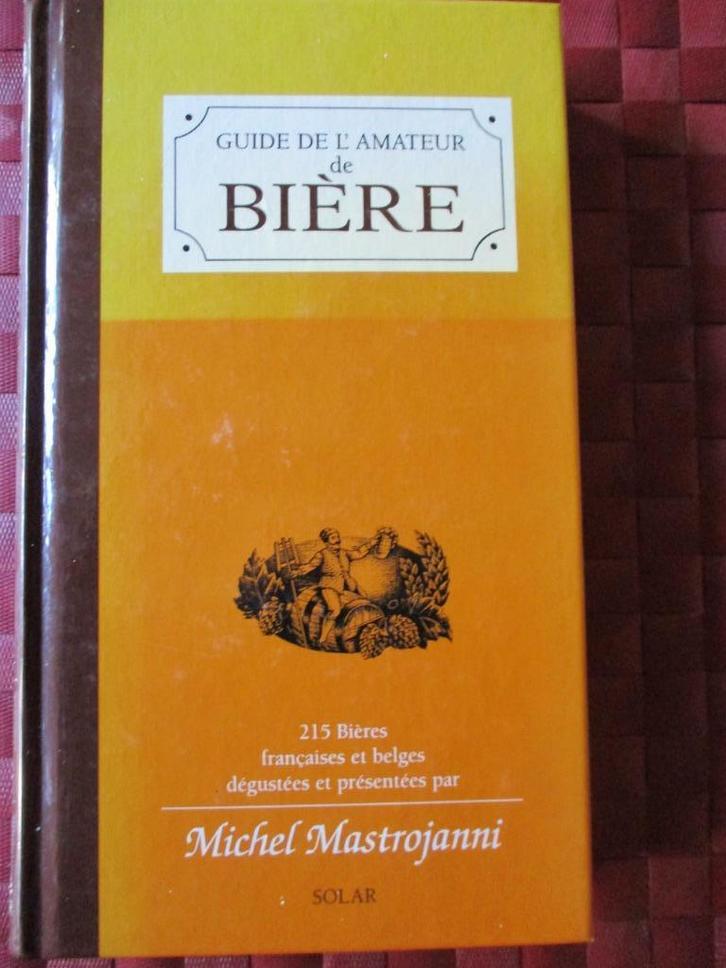 GUIDE DE L'AMATEUR
de
BIÈRE
215 Bières
françaises et belges
dégustées et présentées par
Michel Mastrojanni
SOLAR